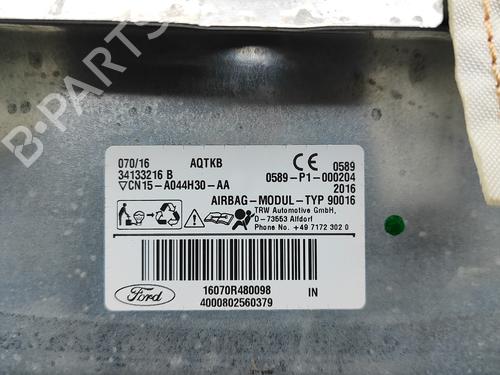 070/16 AQTKB CE 0589
34133216 B 0589-P1-000204
▽CN15-A044H30-AA 2016
AIRBAG-MODUL-TYP 90016
TRW Automotive GmbH,
D-73553 Alfdorf
Phone No. +49 7172 302 0
Ford 16070R480098 IN
4000802560379
B-PARTS